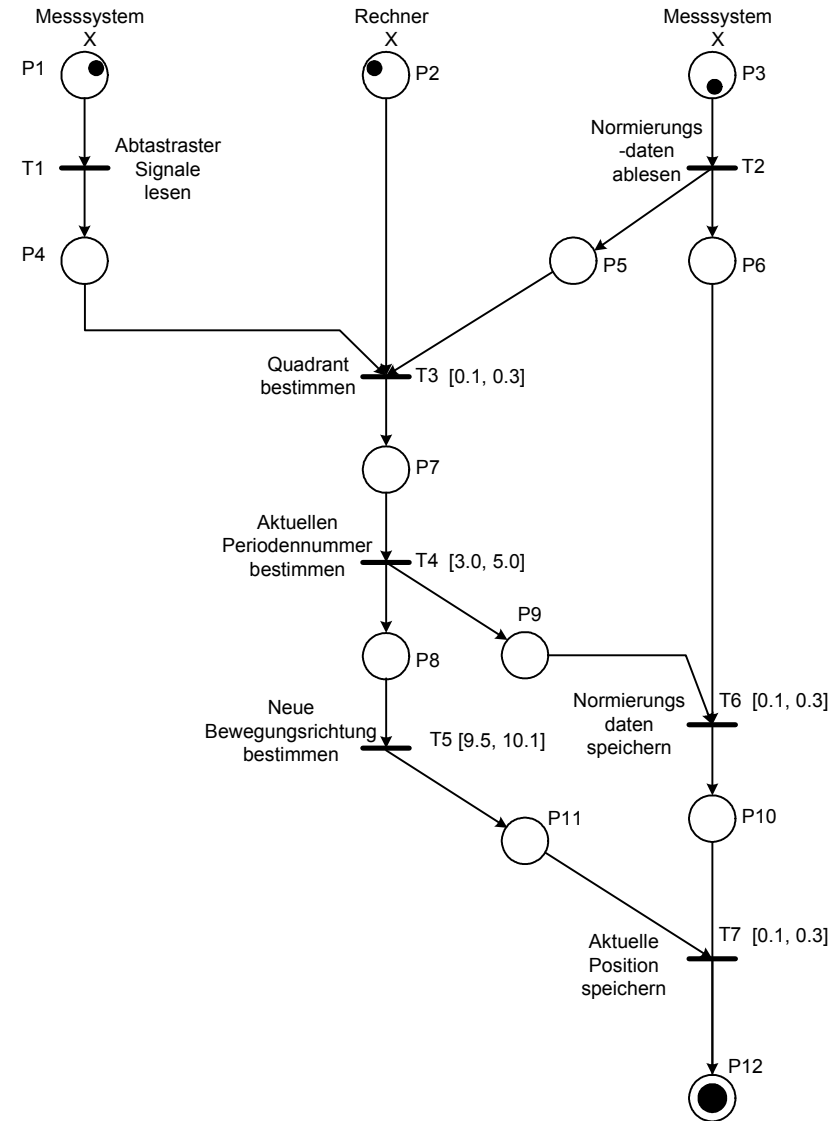 Messsystem
X
Rechner
X
Messsystem
X
P1
P2
P3
T1
Abtastraster
Signale
lesen
Normierungs
-daten
ablesen
T2
P4
P5
P6
Quadrant
bestimmen
T3 [0.1, 0.3]
P7
Aktuellen
Periodennummer
bestimmen
T4 [3.0, 5.0]
P9
P8
Neue
Bewegungsrichtung
bestimmen
T5 [9.5, 10.1]
Normierungs
daten
speichern
T6 [0.1, 0.3]
P11
P10
Aktuelle
Position
speichern
T7 [0.1, 0.3]
P12